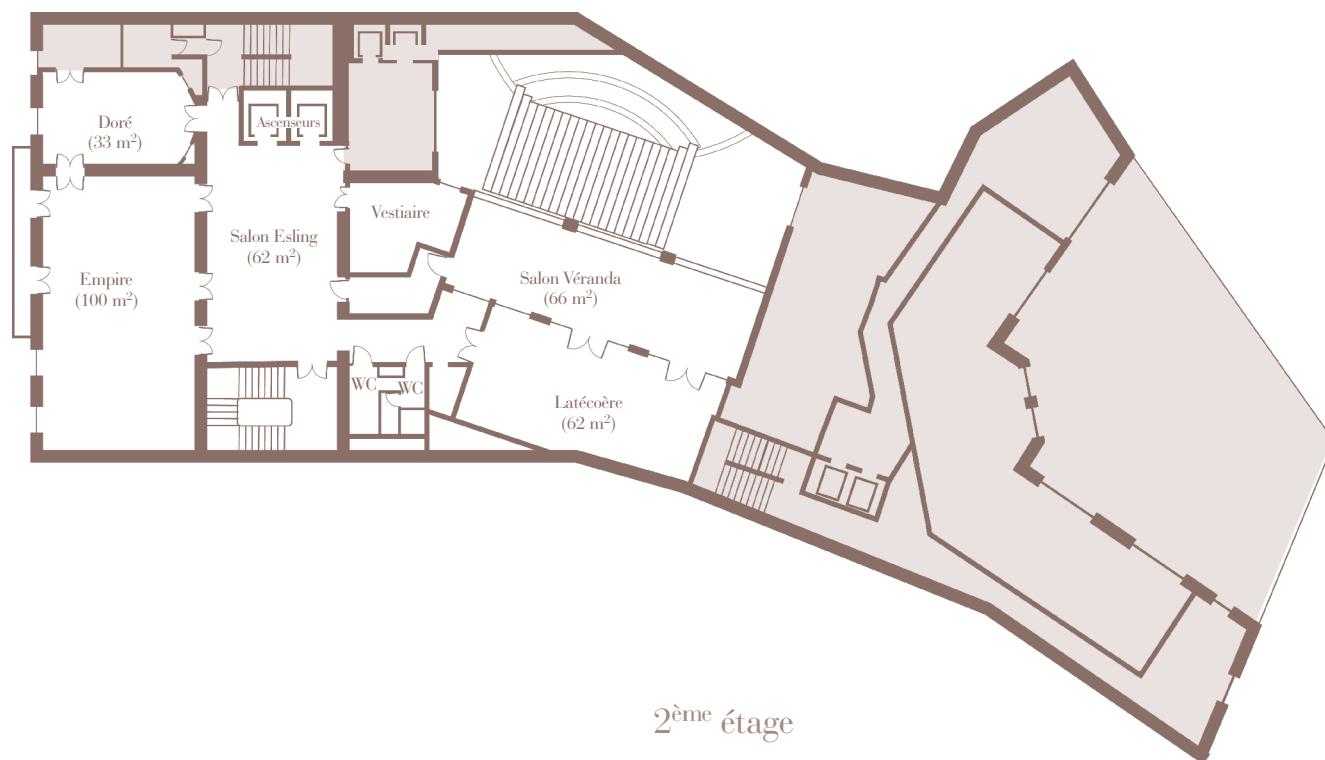 Doré
(33 m²)
Ascenseurs
Vestiaire
Salon Esling
(62 m²)
Empire
(100 m²)
Salon Véranda
(66 m²)
WC
WC
Latécoère
(62 m²)
2ème étage